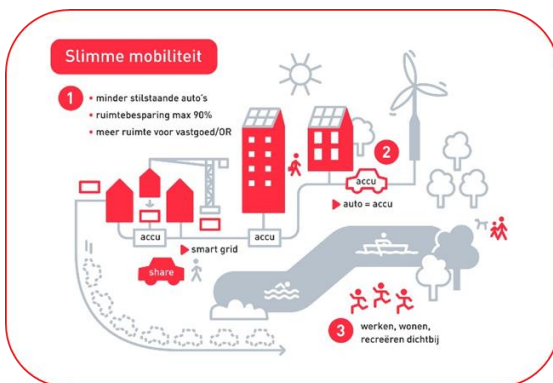 Slimme mobiliteit
1
• minder stilstaande auto's
• ruimtebesparing max 90%
• meer ruimte voor vastgoed/OR
2
accu
auto = accu
accu
smart grid
accu
share
3
werken, wonen,
recreëren dichtbij